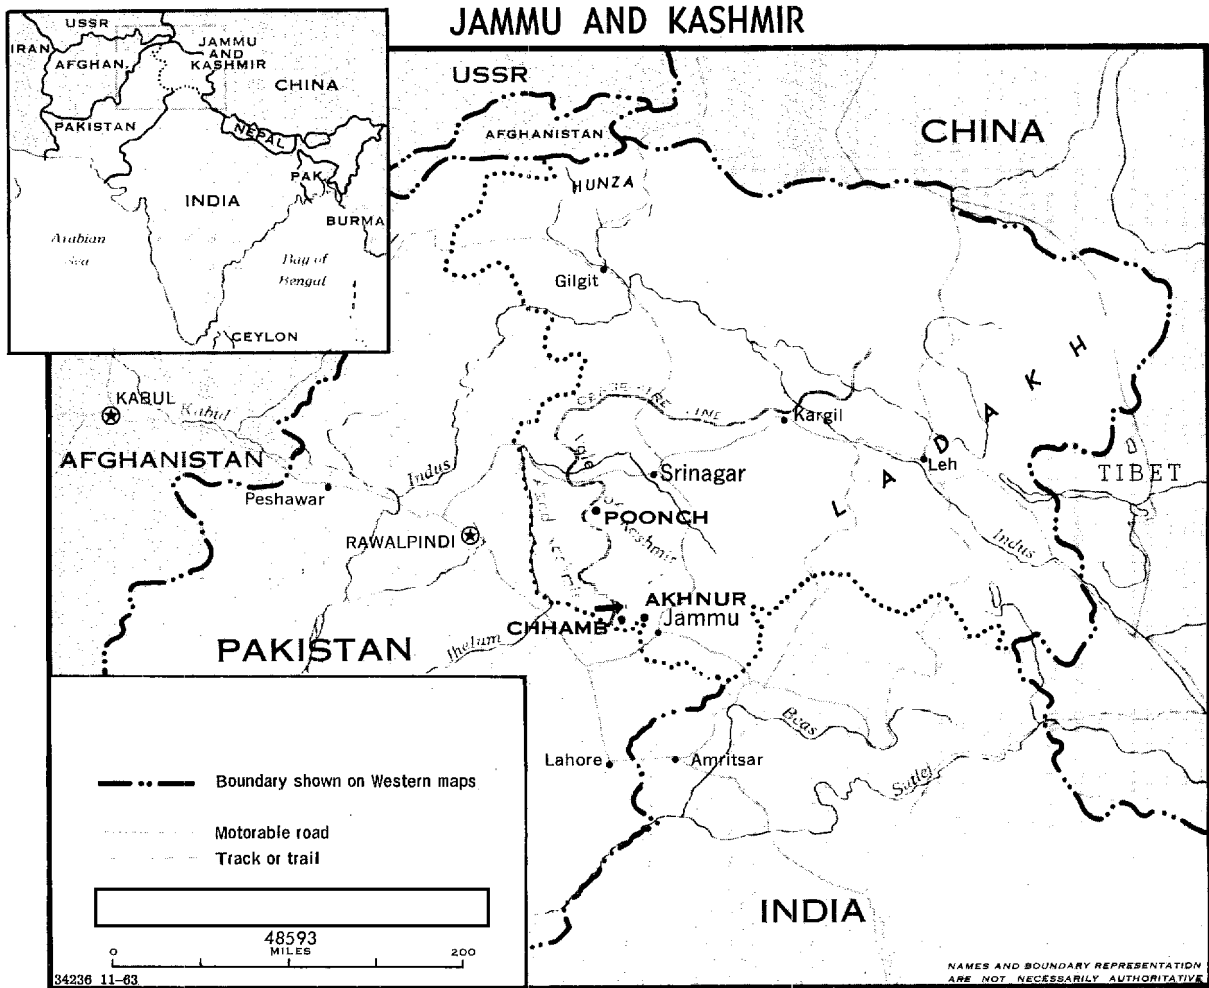 JAMMU AND KASHMIR
USSR
IRAN
AFGHAN.
JAMMU
AND
KASHMIR
CHINA
PAKISTAN
NEPAL
PAK.
INDIA
BURMA
Arabian
Sea
Bay of
Bengal
CEYLON
USSR
AFGHANISTAN
CHINA
HUNZA
Gilgit
KABUL
Kabul
AFGHANISTAN
Peshawar
Indus
CEASE FIRE LINE
Kargil
LADAKH
Leh
TIBET
Srinagar
POONCH
Kashmir
RAWALPINDI
Indus
AKHNUR
CHHAMB
Jammu
PAKISTAN
Jhelum
Beas
Lahore
Amritsar
Sutlej
INDIA
Boundary shown on Western maps
Motorable road
Track or trail
48593
MILES
0 200
34236 11-63
NAMES AND BOUNDARY REPRESENTATION
ARE NOT NECESSARILY AUTHORITATIVE